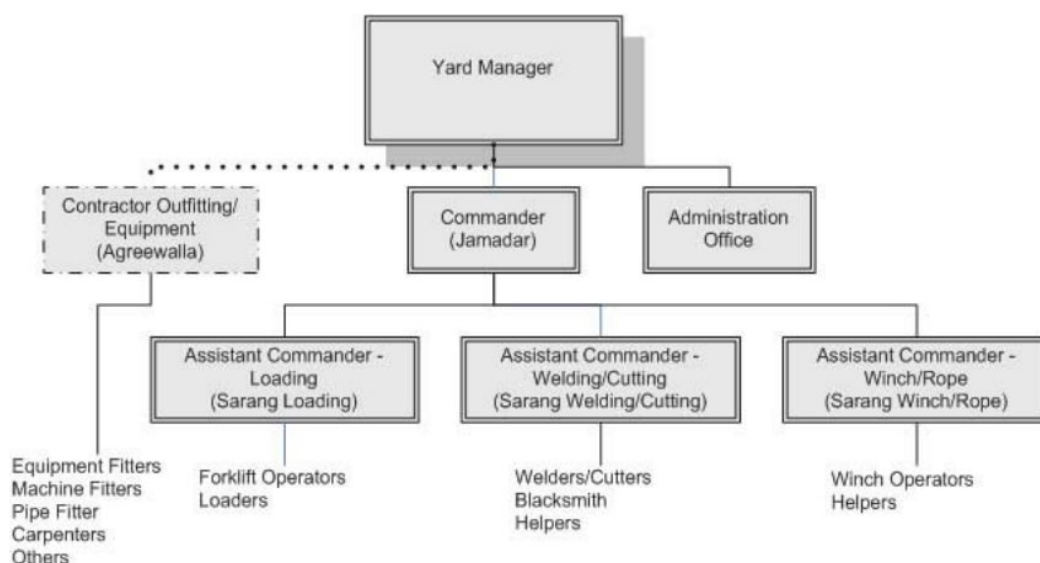 Yard Manager
Contractor Outfitting/
Equipment
(Agreewalla)
Commander
(Jamadar)
Administration
Office
Assistant Commander -
Loading
(Sarang Loading)
Assistant Commander -
Welding/Cutting
(Sarang Welding/Cutting)
Assistant Commander -
Winch/Rope
(Sarang Winch/Rope)
Equipment Fitters
Machine Fitters
Pipe Fitter
Carpenters
Others
Forklift Operators
Loaders
Welders/Cutters
Blacksmith
Helpers
Winch Operators
Helpers